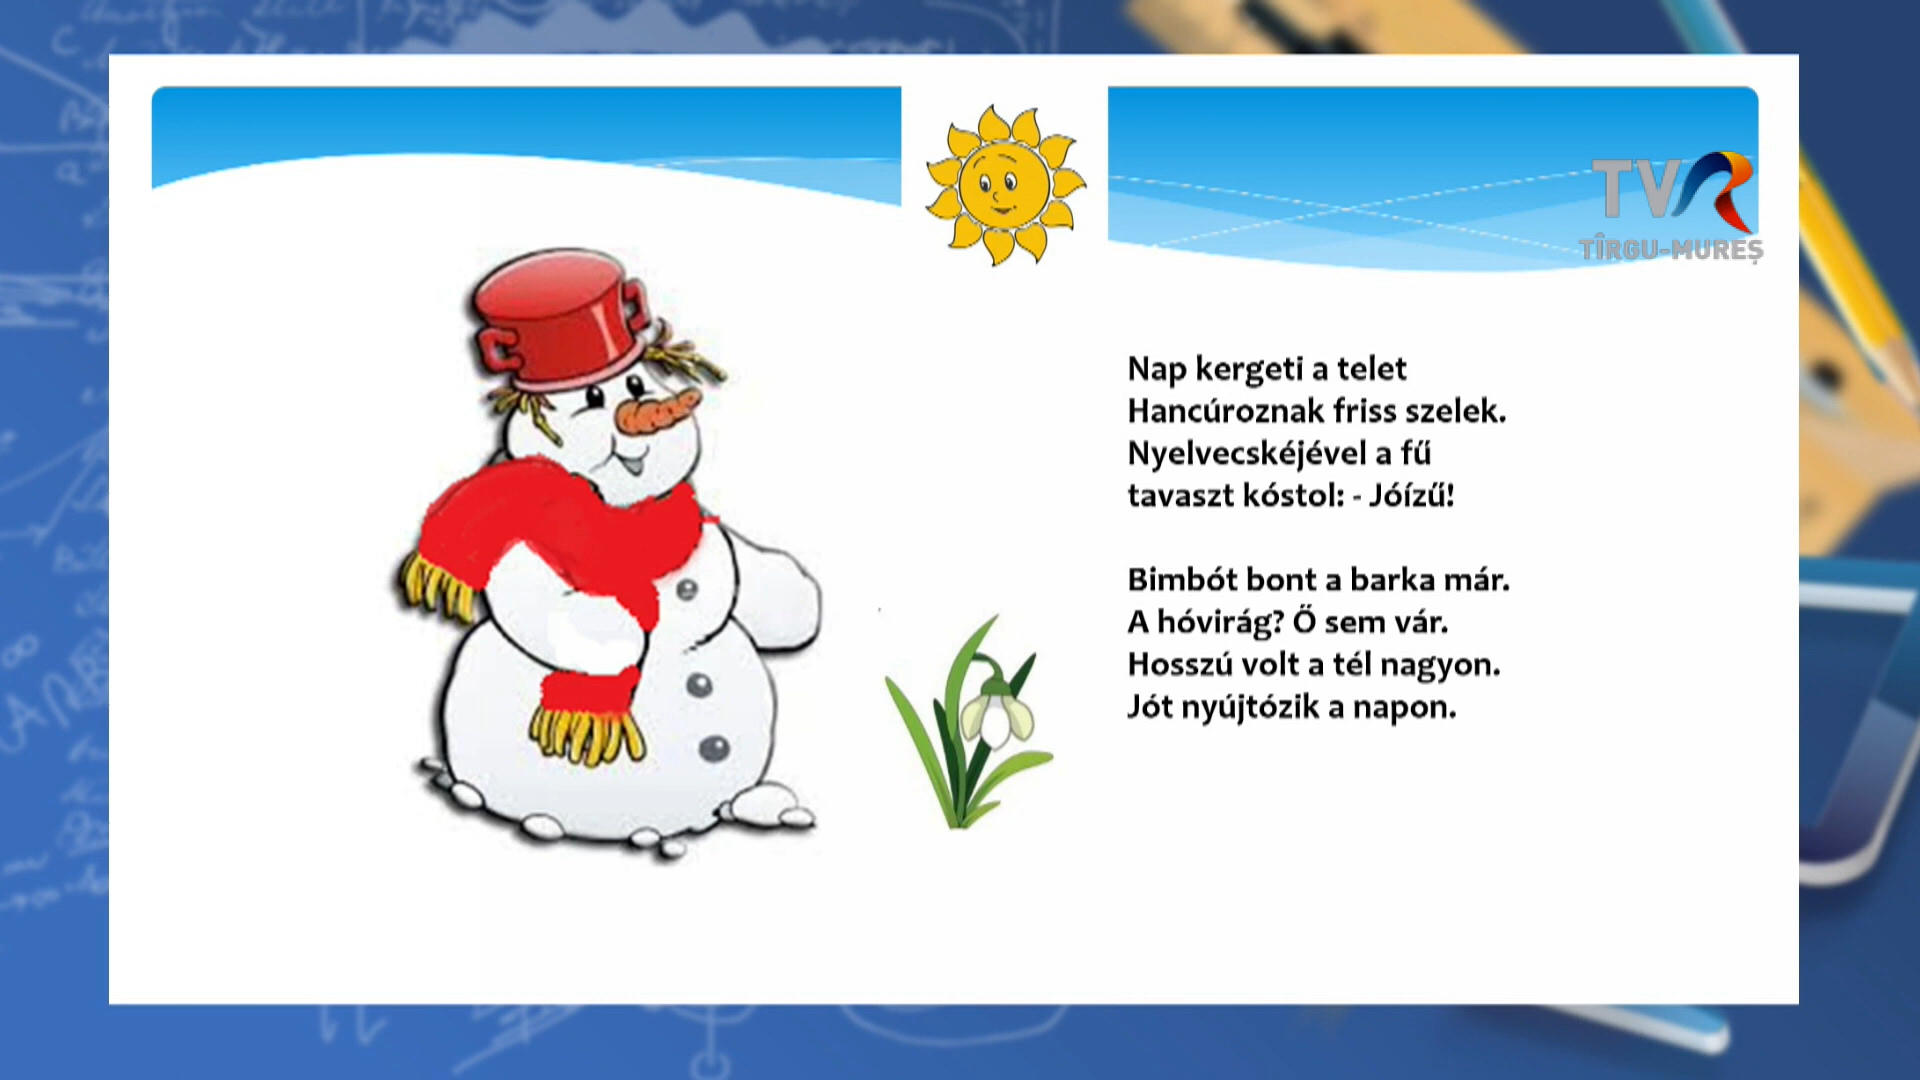 TVR
TÎRGU-MUREȘ
Nap kergeti a telet
Hancúroznak friss szelek.
Nyelvecskéjével a fű
tavaszt kóstol: - Jóízű!
Bimbót bont a barka már.
A hóvirág? Ő sem vár.
Hosszú volt a tél nagyon.
Jót nyújtózik a napon.